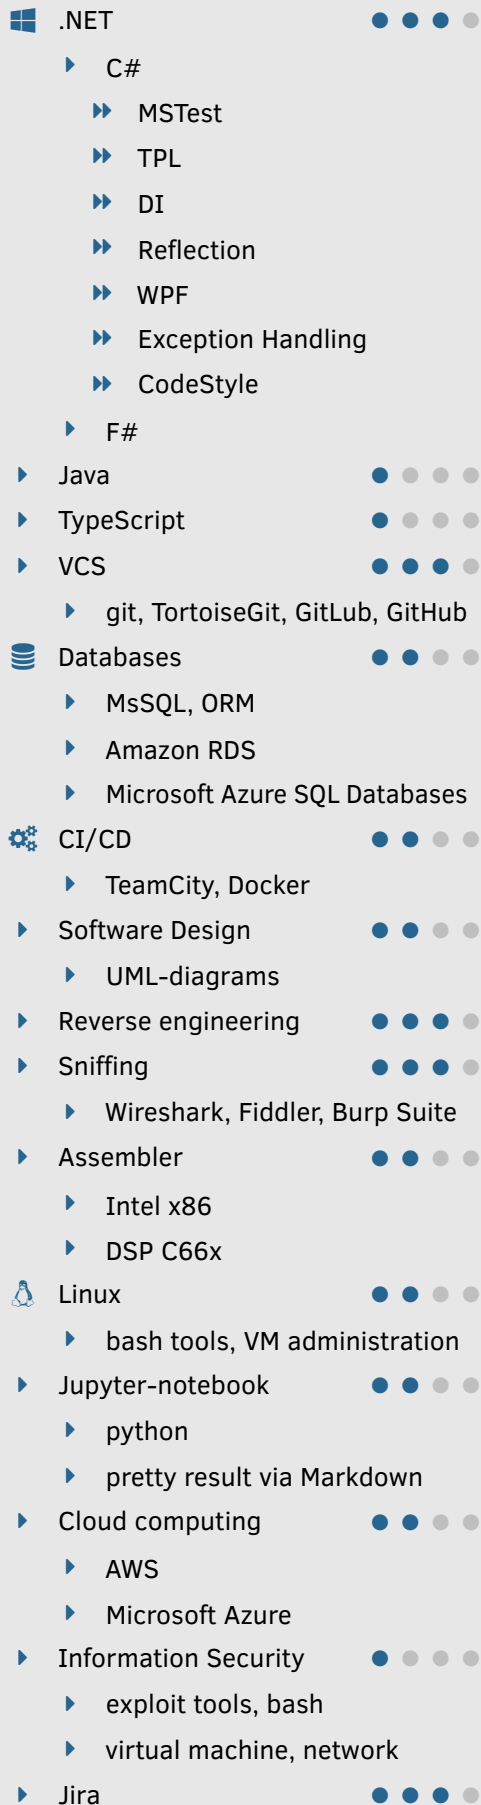 .NET
C#
MSTest
TPL
DI
Reflection
WPF
Exception Handling
CodeStyle
F#
Java
TypeScript
VCS
git, TortoiseGit, GitLub, GitHub
Databases
MsSQL, ORM
Amazon RDS
Microsoft Azure SQL Databases
CI/CD
TeamCity, Docker
Software Design
UML-diagrams
Reverse engineering
Sniffing
Wireshark, Fiddler, Burp Suite
Assembler
Intel x86
DSP C66x
Linux
bash tools, VM administration
Jupyter-notebook
python
pretty result via Markdown
Cloud computing
AWS
Microsoft Azure
Information Security
exploit tools, bash
virtual machine, network
Jira